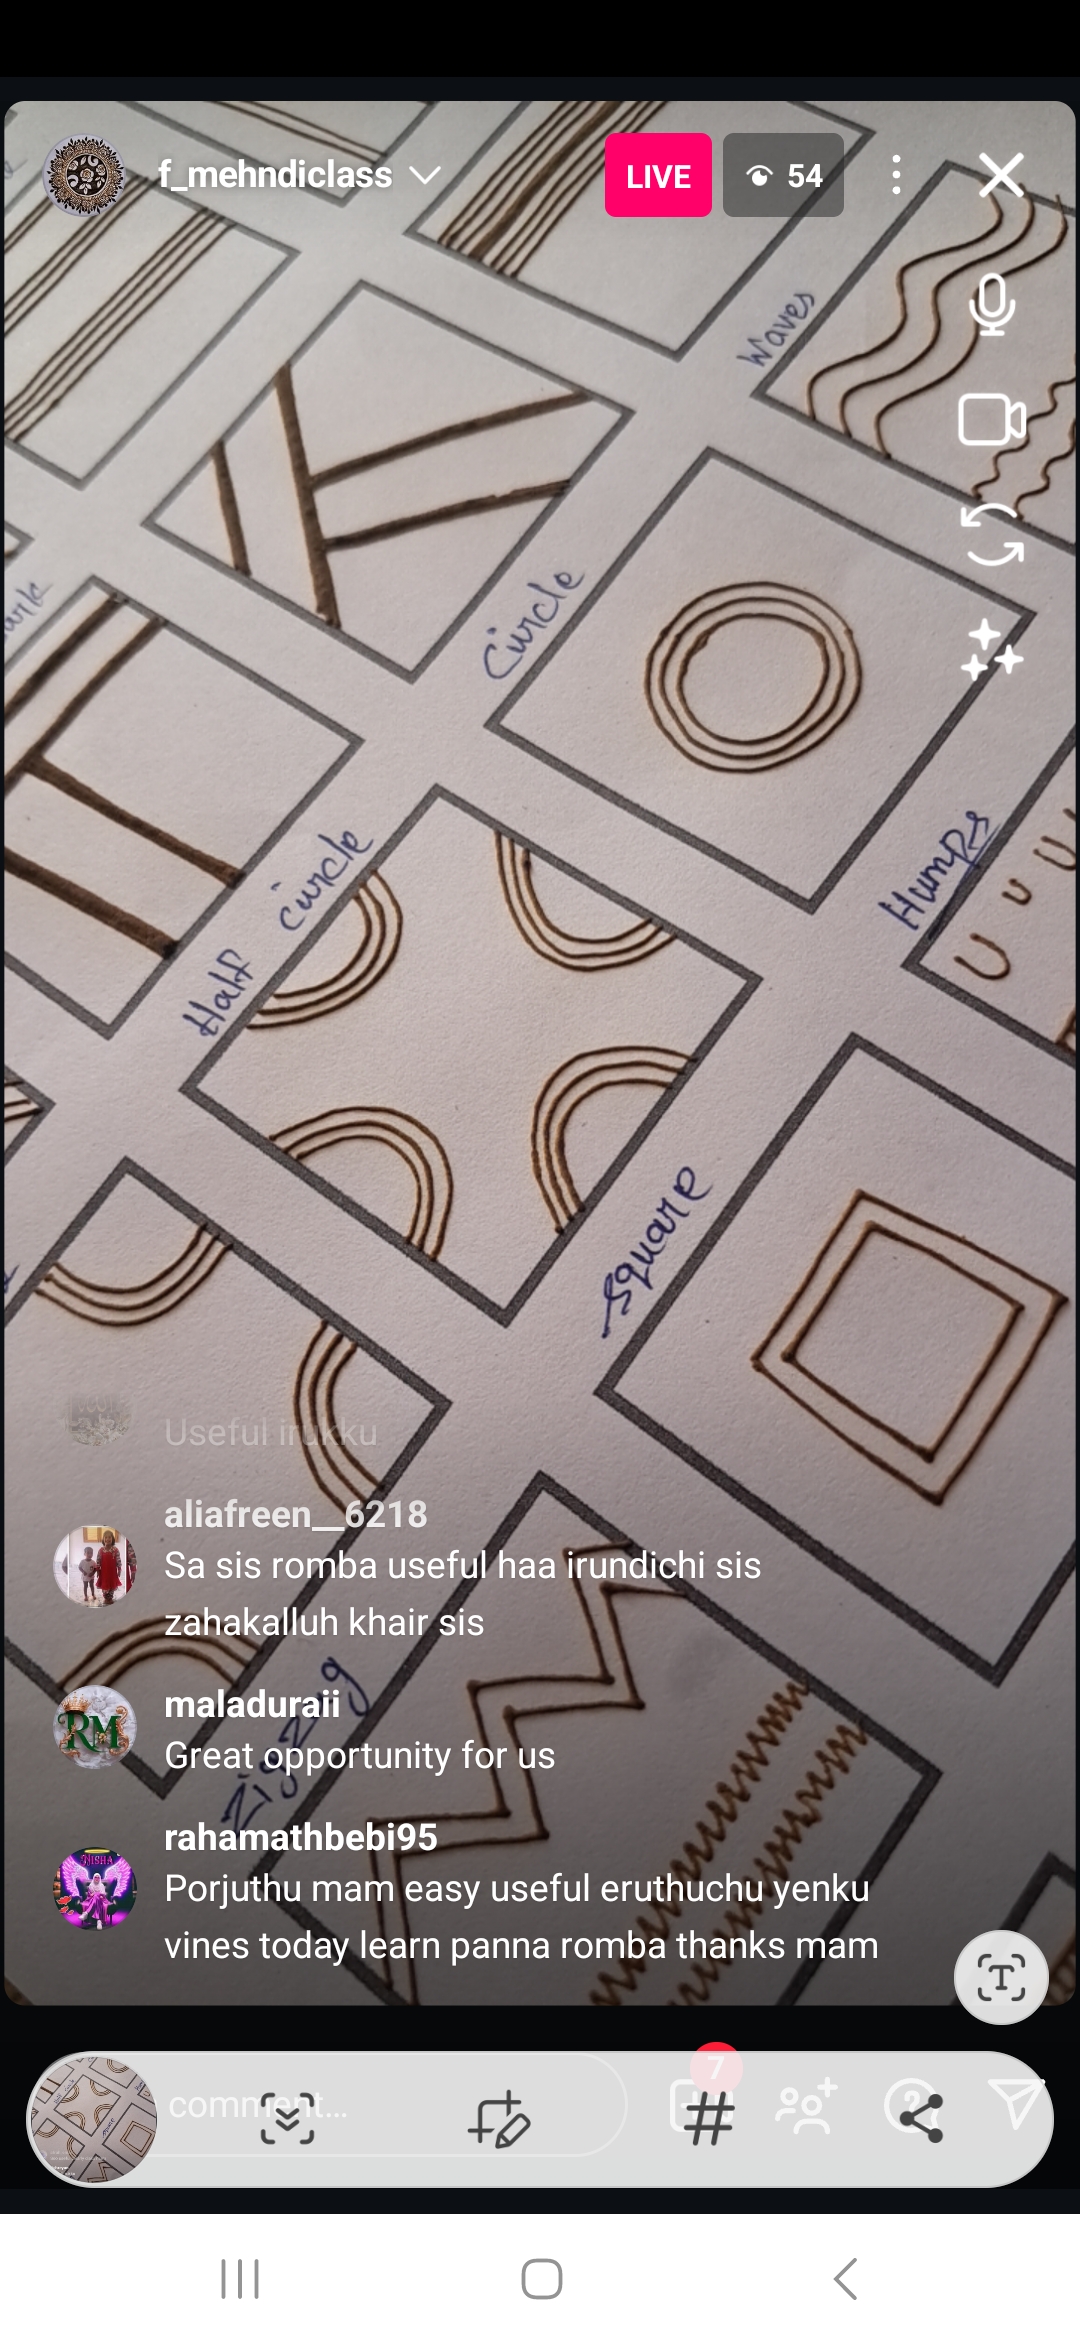 f_mehndiclass
LIVE
54
Waves
Circle
Half circle
Humps
square
Useful irukku
aliafreen__6218
Sa sis romba useful haa irundichi sis
zahakalluh khair sis
maladuraii
Great opportunity for us
Zigzag
rahamathbebi95
Porjuthu mam easy useful eruthuchu yenku
vines today learn panna romba thanks mam
T
comment...
7
#